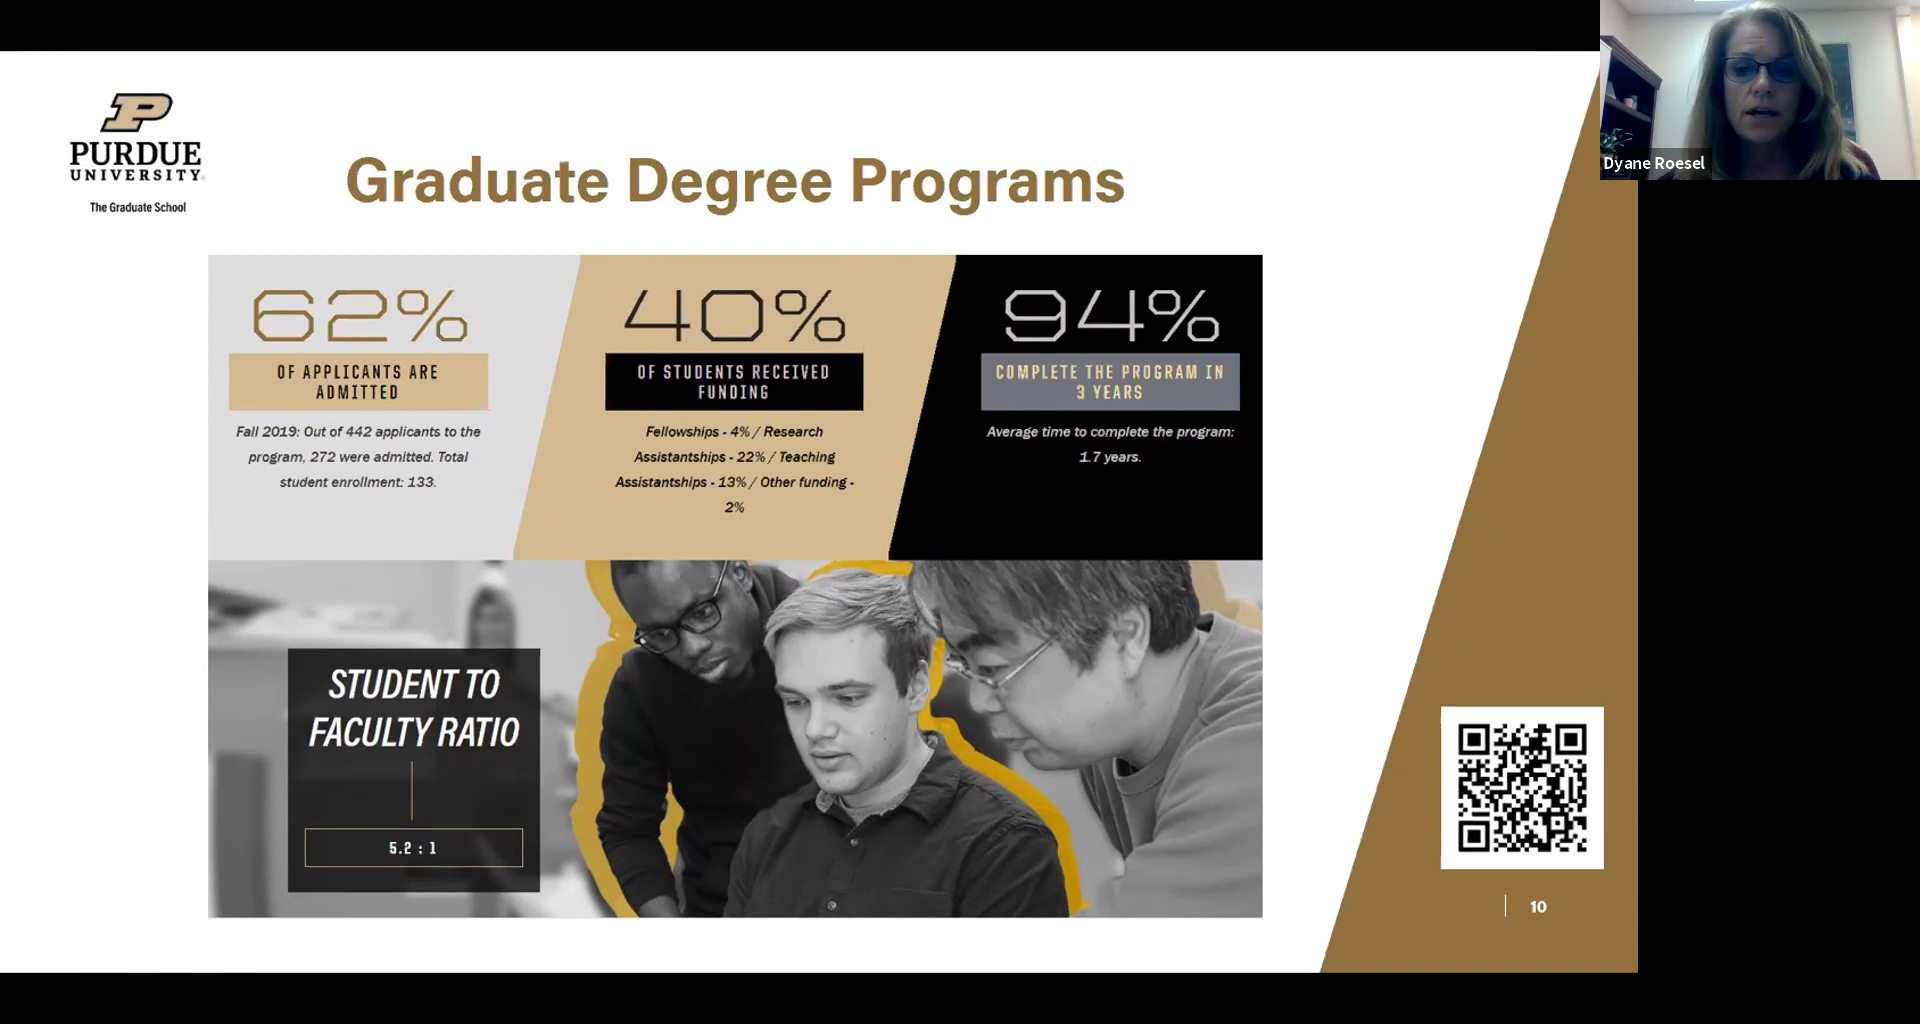 P
PURDUE
UNIVERSITY®
The Graduate School
Graduate Degree Programs
Dyane Roesel
62%
OF APPLICANTS ARE
ADMITTED
Fall 2019: Out of 442 applicants to the
program, 272 were admitted. Total
student enrollment: 133.
40%
OF STUDENTS RECEIVED
FUNDING
Fellowships - 4% / Research
Assistantships - 22% / Teaching
Assistantships - 13% / Other funding -
2%
94%
COMPLETE THE PROGRAM IN
3 YEARS
Average time to complete the program:
1.7 years.
STUDENT TO
FACULTY RATIO
5.2 : 1
10